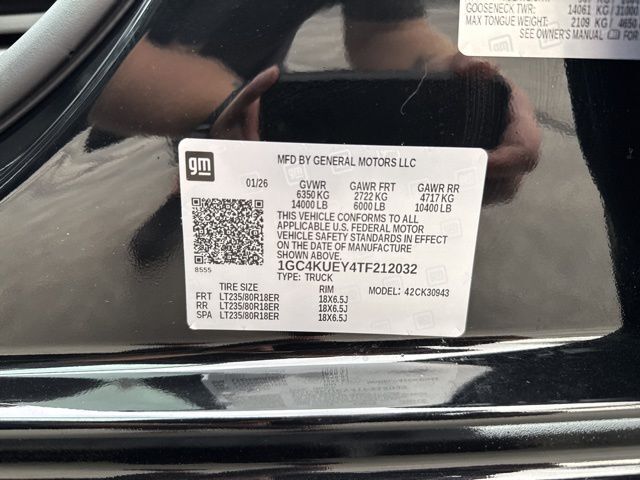 GOOSENECK TWR: 14061 KG / 31000
MAX TONGUE WEIGHT: 2109 KG / 4650
SEE OWNER'S MANUAL FOR
gm
MFD BY GENERAL MOTORS LLC
01/26 GVWR GAWR FRT GAWR RR
6350 KG 2722 KG 4717 KG
14000 LB 6000 LB 10400 LB
THIS VEHICLE CONFORMS TO ALL
APPLICABLE U.S. FEDERAL MOTOR
VEHICLE SAFETY STANDARDS IN EFFECT
ON THE DATE OF MANUFACTURE
SHOWN ABOVE.
8555
1GC4KUEY4TF212032
TYPE: TRUCK
TIRE SIZE RIM MODEL: 42CK30943
FRT LT235/80R18ER 18X6.5J
RR LT235/80R18ER 18X6.5J
SPA LT235/80R18ER 18X6.5J